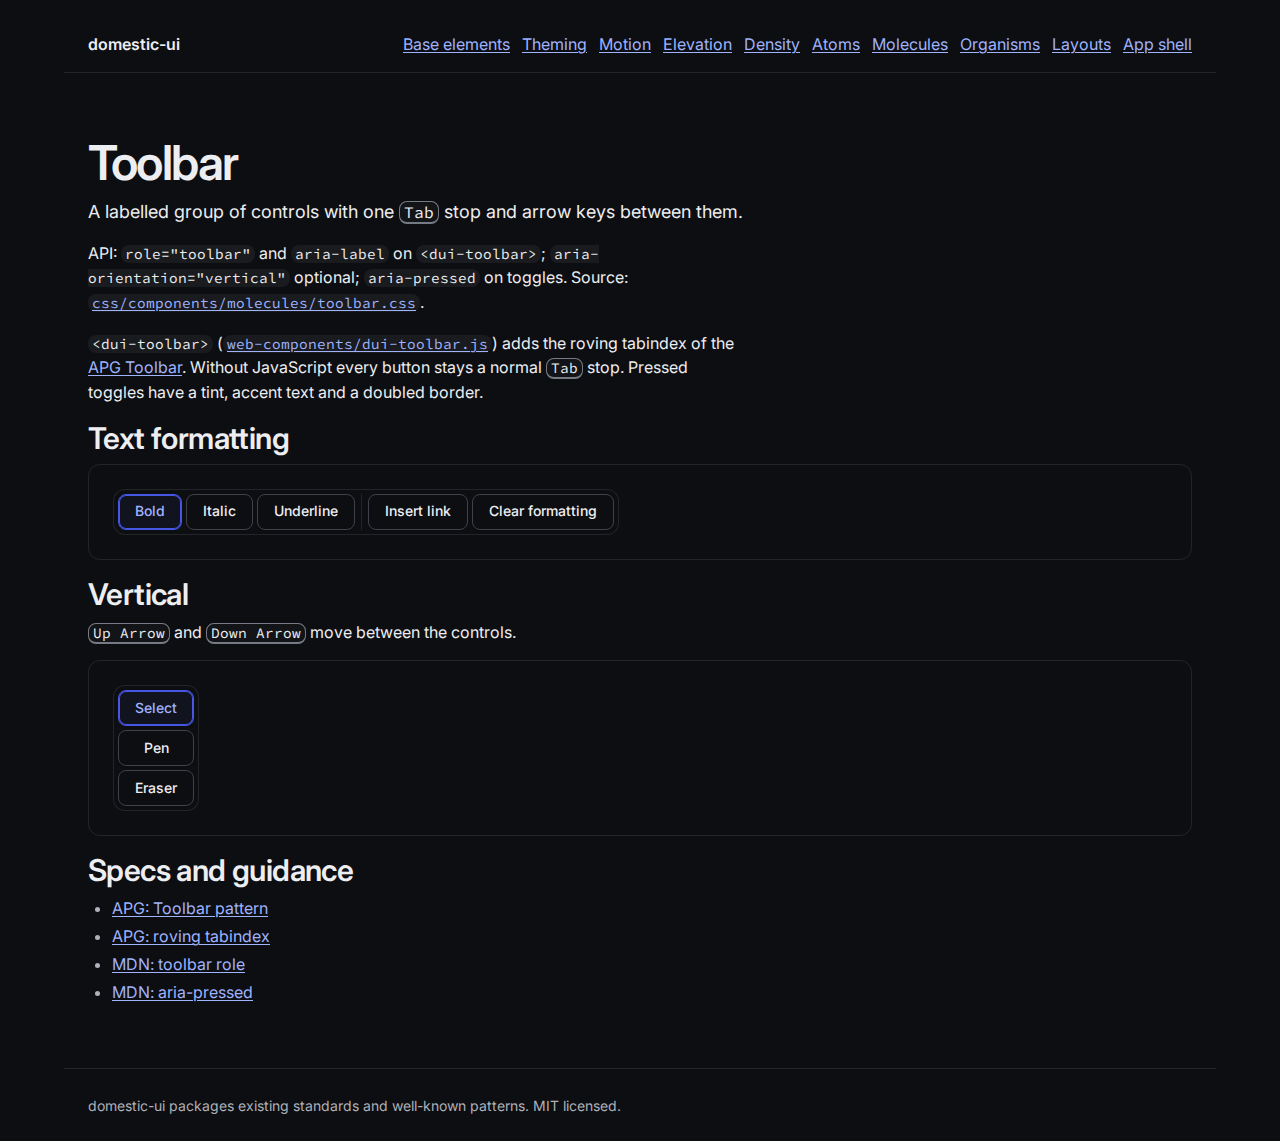 domestic-ui Base elements Theming Motion Elevation Density Atoms Molecules Organisms Layouts App shell
Toolbar
A labelled group of controls with one Tab stop and arrow keys between them.
API: role="toolbar" and aria-label on <dui-toolbar>; aria-
orientation="vertical" optional; aria-pressed on toggles. Source:
css/components/molecules/toolbar.css.
<dui-toolbar> (web-components/dui-toolbar.js) adds the roving tabindex of the
APG Toolbar. Without JavaScript every button stays a normal Tab stop. Pressed
toggles have a tint, accent text and a doubled border.
Text formatting
Bold Italic Underline Insert link Clear formatting
Vertical
Up Arrow and Down Arrow move between the controls.
Select
Pen
Eraser
Specs and guidance
APG: Toolbar pattern
APG: roving tabindex
MDN: toolbar role
MDN: aria-pressed
domestic-ui packages existing standards and well-known patterns. MIT licensed.